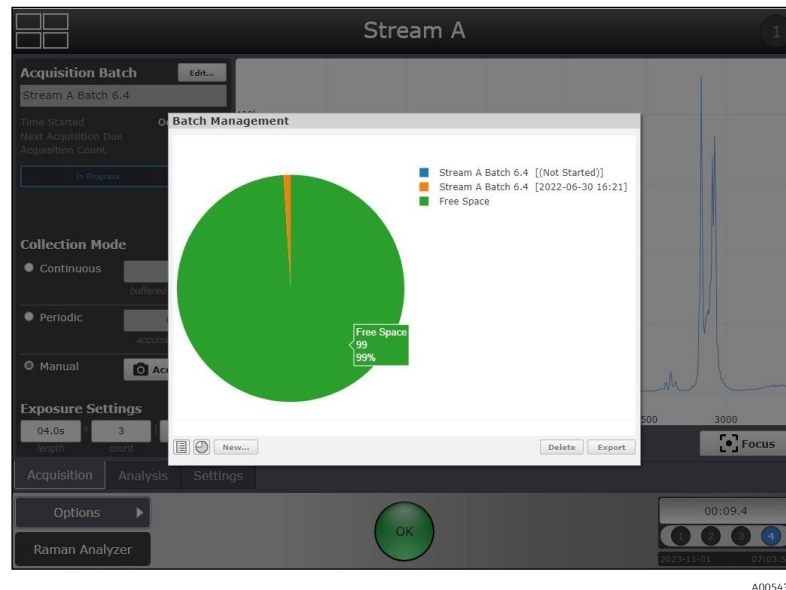 Stream A
1
Acquisition Batch
Edit...
Stream A Batch 6.4
Time Started
Next Acquisition Due
Acquisition Count
In Progress
Batch Management
Stream A Batch 6.4 [(Not Started)]
Stream A Batch 6.4 [2022-06-30 16:21]
Free Space
Free Space
99
99%
New...
Delete
Export
Collection Mode
Continuous
buffered
Periodic
Manual
Exposure Settings
04.0s × 3
length count
3000
Focus
Acquisition Analysis Settings
Options
Raman Analyzer
OK
00:09.4
1 2 3 4
2023-11-01